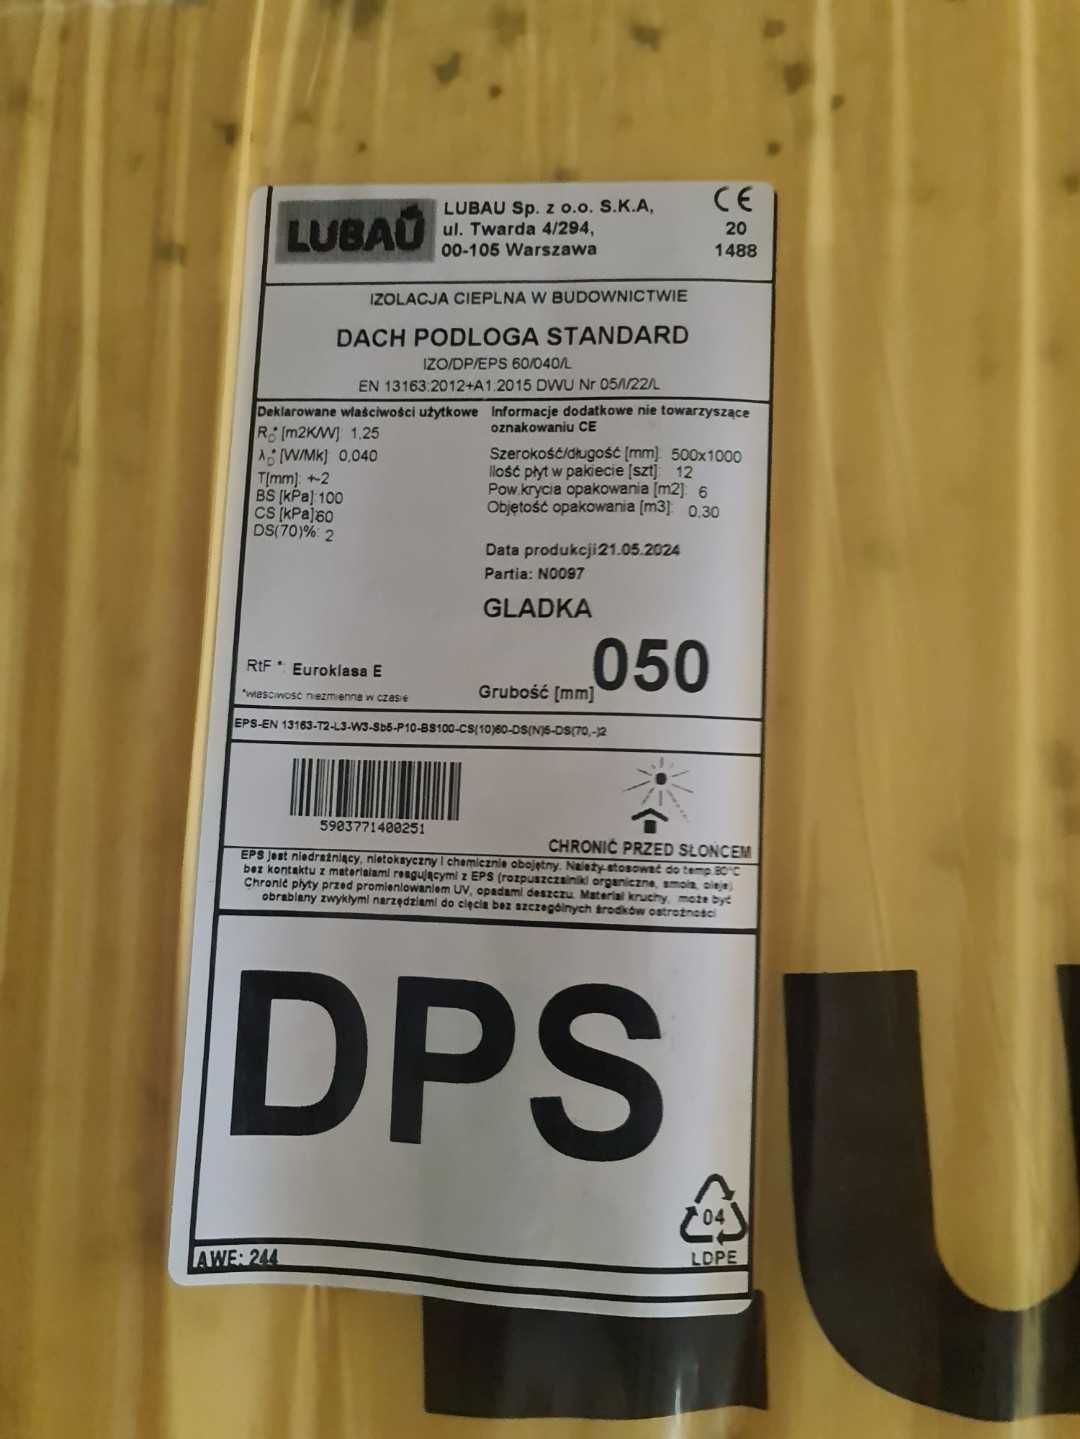 LUBAU
LUBAU Sp. z o.o. S.K.A,
ul. Twarda 4/294,
00-105 Warszawa
CE
20
1488
IZOLACJA CIEPLNA W BUDOWNICTWIE
DACH PODLOGA STANDARD
IZO/DP/EPS 60/040/L
EN 13163:2012+A1:2015 DWU Nr 05/I/22/L
Deklarowane właściwości użytkowe
R_D* [m2K/W]: 1,25
λ_D* [W/Mk]: 0,040
T[mm]: +-2
BS [kPa]:100
CS [kPa]:60
DS(70)%: 2
Informacje dodatkowe nie towarzyszące
oznakowaniu CE
Szerokość/długość [mm]: 500x1000
Ilość płyt w pakiecie [szt]: 12
Pow.krycia opakowania [m2]: 6
Objętość opakowania [m3]: 0,30
Data produkcji:21.05.2024
Partia: N0097
GLADKA
RtF *: Euroklasa E
*właściwość niezmienna w czasie
Grubość [mm] 050
EPS-EN 13163-T2-L3-W3-Sb5-P10-BS100-CS(10)60-DS(N)5-DS(70,-)2
5903771400251
CHRONIĆ PRZED SŁOŃCEM
EPS jest niedrażniący, nietoksyczny i chemicznie obojętny. Należy stosować do temp. 80°C
bez kontaktu z materiałami reagującymi z EPS (rozpuszczalniki organiczne, smoła, oleje).
Chronić płyty przed promieniowaniem UV, opadami deszczu. Materiał kruchy, może być
obrabiany zwykłymi narzędziami do cięcia bez szczególnych środków ostrożności
DPS
04
LDPE
AWE: 244
LU